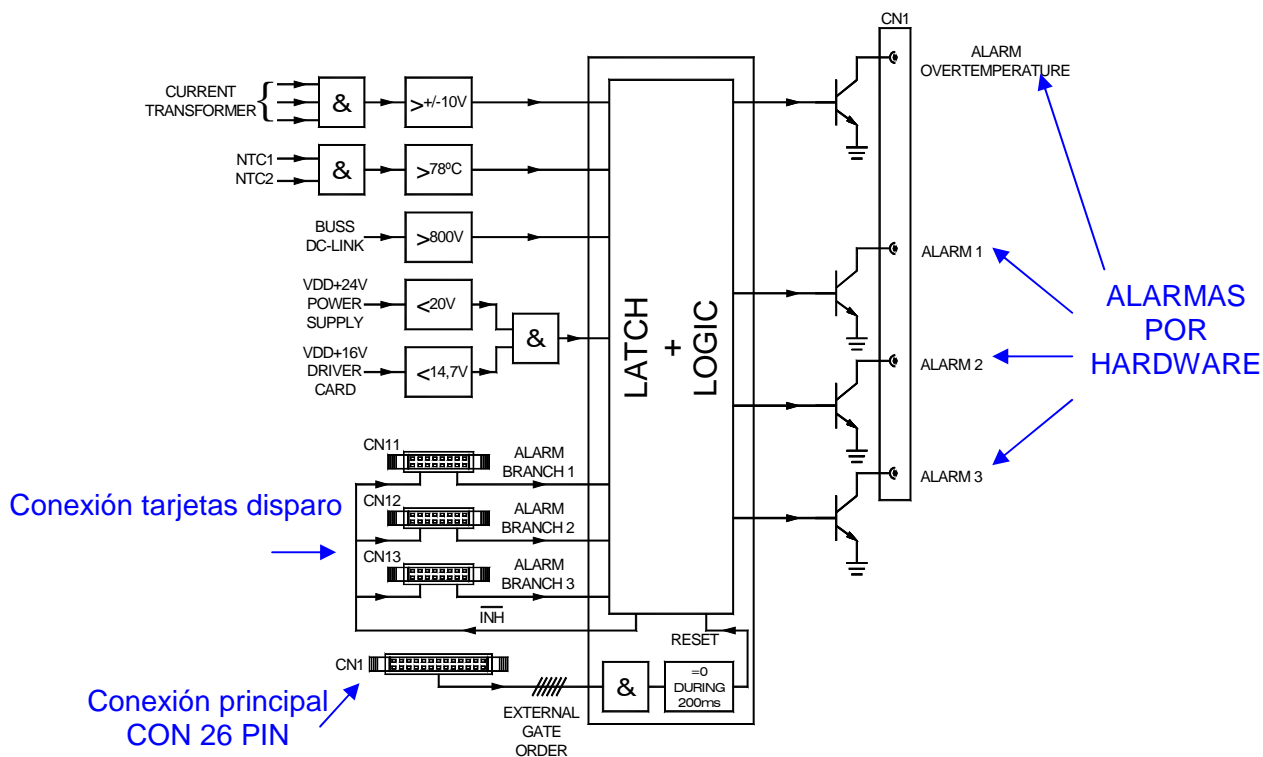 CN1
ALARM
OVERTEMPERATURE
CURRENT
TRANSFORMER
&
>+/-10V
NTC1
NTC2
&
>78ºC
BUSS
DC-LINK
>800V
VDD+24V
POWER
SUPPLY
<20V
&
VDD+16V
DRIVER
CARD
<14,7V
LATCH
+
LOGIC
ALARM 1
ALARM 2
ALARM 3
ALARMAS
POR
HARDWARE
CN11
ALARM
BRANCH 1
Conexión tarjetas disparo
CN12
ALARM
BRANCH 2
CN13
ALARM
BRANCH 3
INH
RESET
CN1
&
=0
DURING
200ms
Conexión principal
CON 26 PIN
EXTERNAL
GATE
ORDER